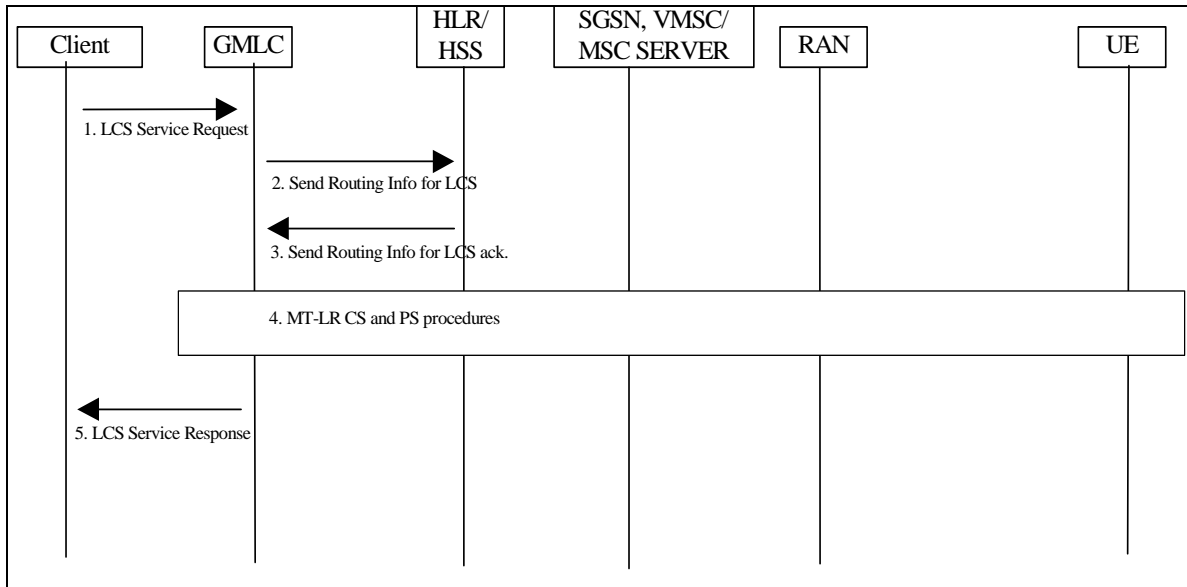 Client
GMLC
HLR/
HSS
SGSN, VMSC/
MSC SERVER
RAN
UE
1. LCS Service Request
2. Send Routing Info for LCS
3. Send Routing Info for LCS ack.
4. MT-LR CS and PS procedures
5. LCS Service Response